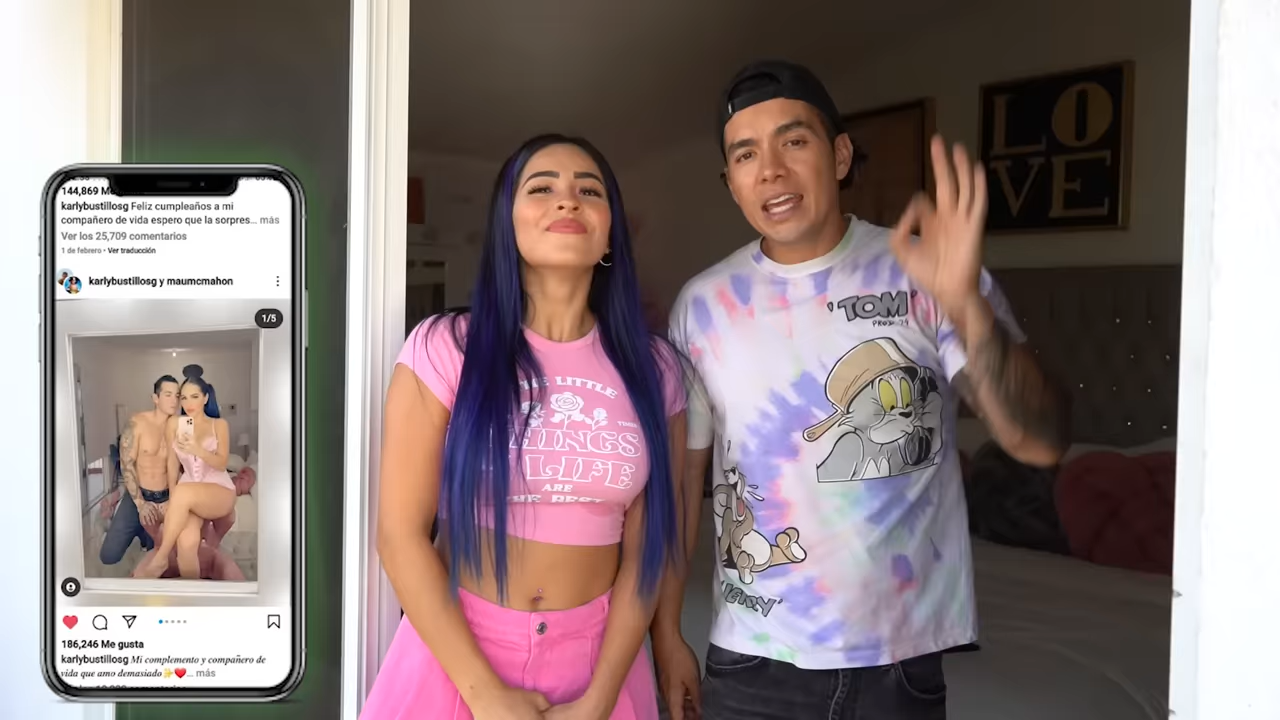 144,869 Me
karlybustillosg Feliz cumpleaños a mi
compañero de vida espero que la sorpres... más
Ver los 25,709 comentarios
1 de febrero • Ver traducción
karlybustillosg y maumcmahon
1/5
186,246 Me gusta
karlybustillosg Mi complemento y compañero de
vida que amo demasiado✨❤️... más
LITTLE
THINGS
LIFE
ARE
THE BEST
'TOM'
LOVE